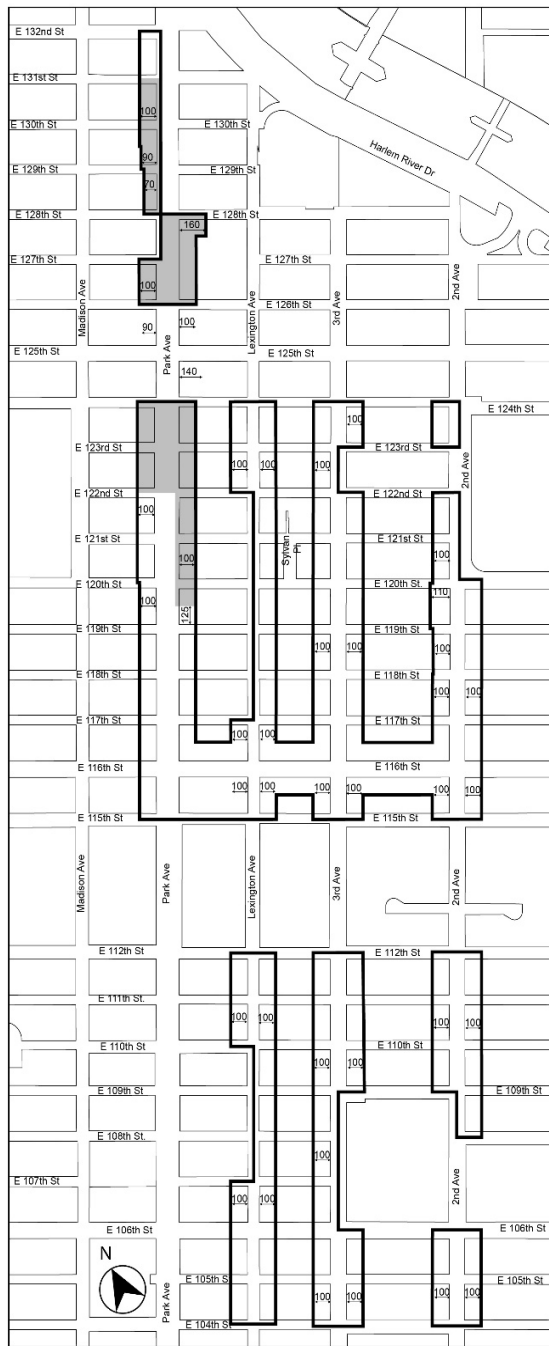 E 132nd St
E 131st St
100
E 130th St
E 130th St
Harlem River Dr
90
E 129th St
E 129th St
70
E 128th St
E 128th St
160
E 127th St
E 127th St
2nd Ave
100
Madison Ave
Lexington Ave
3rd Ave
E 126th St
90
100
Park Ave
E 125th St
E 125th St
140
E 124th St
100
E 123rd St
E 123rd St
2nd Ave
100
100
100
E 122nd St
E 122nd St
100
E 121st St
E 121st St
Sylvan Pl
100
100
E 120th St
E 120th St.
100
110
125
E 119th St
E 119th St
100
100
100
E 118th St
E 118th St
100
100
E 117th St
E 117th St
100
100
E 116th St
E 116th St
100
100
100
100
100
100
E 115th St
E 115th St
Madison Ave
Park Ave
Lexington Ave
3rd Ave
2nd Ave
E 112th St
E 112th St
E 111th St.
100
100
100
100
E 110th St
E 110th St
100
100
E 109th St
E 109th St
E 108th St.
100
E 107th St
2nd Ave
100
100
E 106th St
E 106th St
N
E 105th S
E 105th St
Park Ave
100
100
100
100
E 104th St